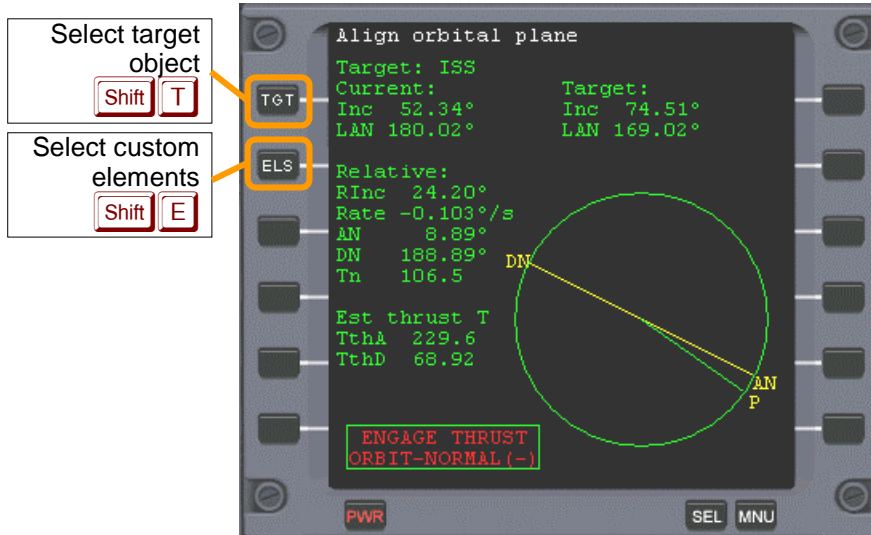 Select target
object
Shift T
Select custom
elements
Shift E
TGT
ELS
Align orbital plane
Target: ISS
Current: Target:
Inc 52.34° Inc 74.51°
LAN 180.02° LAN 169.02°
Relative:
RInc 24.20°
Rate -0.103°/s
AN 8.89°
DN 188.89°
Tn 106.5
Est thrust T
TthA 229.6
TthD 68.92
DN
AN
P
ENGAGE THRUST
ORBIT-NORMAL(-)
PWR SEL MNU